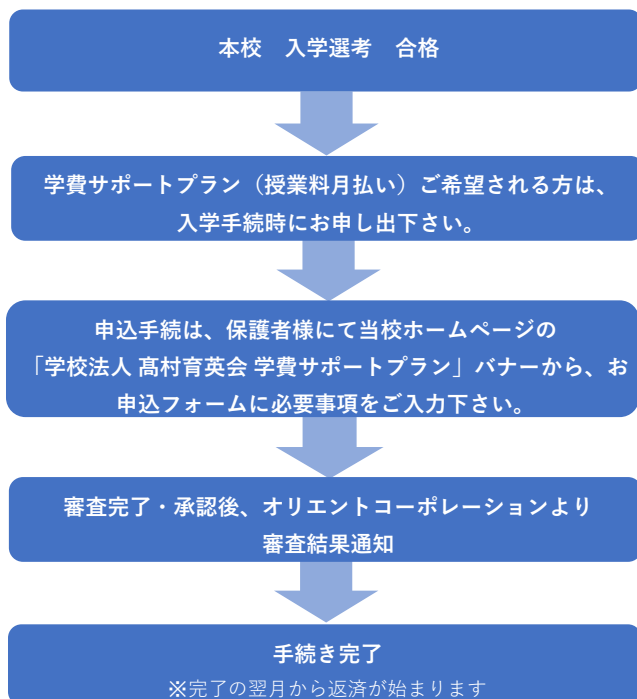 本校　入学選考　合格
学費サポートプラン（授業料月払い）ご希望される方は、
入学手続時にお申し出下さい。
申込手続は、保護者様にて当校ホームページの
「学校法人 髙村育英会 学費サポートプラン」バナーから、お
申込フォームに必要事項をご入力下さい。
審査完了・承認後、オリエントコーポレーションより
審査結果通知
手続き完了
※完了の翌月から返済が始まります